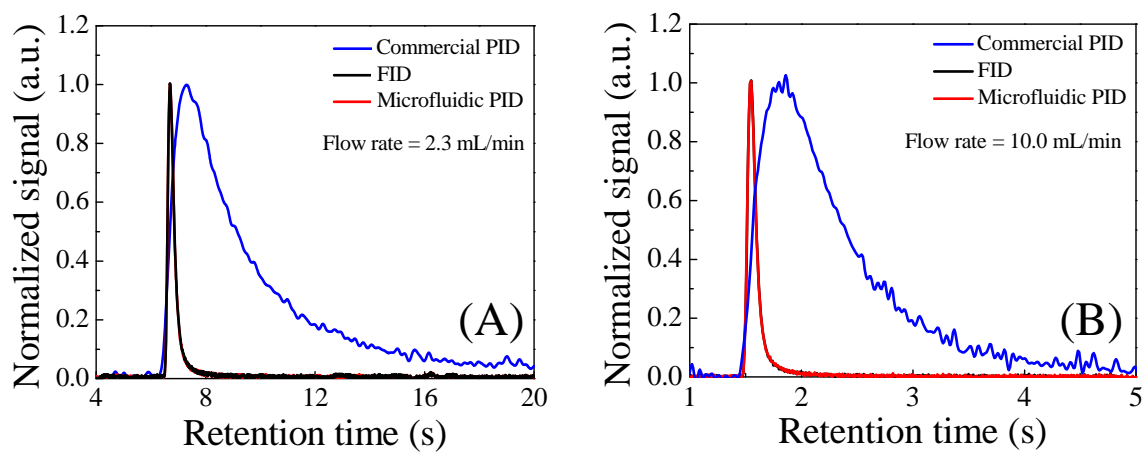 Normalized signal (a.u.)
1.2
1.0
0.8
0.6
0.4
0.2
0.0
Commercial PID
FID
Microfluidic PID
Flow rate = 2.3 mL/min
(A)
4 8 12 16 20
Retention time (s)
Normalized signal (a.u.)
1.2
1.0
0.8
0.6
0.4
0.2
0.0
Commercial PID
FID
Microfluidic PID
Flow rate = 10.0 mL/min
(B)
1 2 3 4 5
Retention time (s)